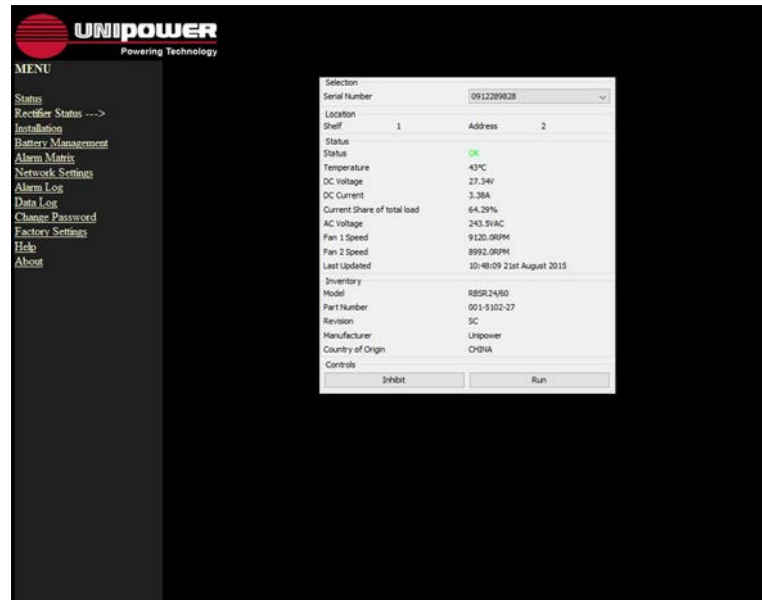 UNIPOWER
Powering Technology
MENU
Status
Rectifier Status --->
Installation
Battery Management
Alarm Matrix
Network Settings
Alarm Log
Data Log
Change Password
Factory Settings
Help
About
Selection
Serial Number 0912289828
Location
Shelf 1 Address 2
Status
Status OK
Temperature 43°C
DC Voltage 27.34V
DC Current 3.38A
Current Share of total load 64.29%
AC Voltage 243.5VAC
Fan 1 Speed 9120.0RPM
Fan 2 Speed 8992.0RPM
Last Updated 10:48:09 21st August 2015
Inventory
Model RBSR24/60
Part Number 001-5102-27
Revision SC
Manufacturer Unipower
Country of Origin CHINA
Controls
Inhibit Run